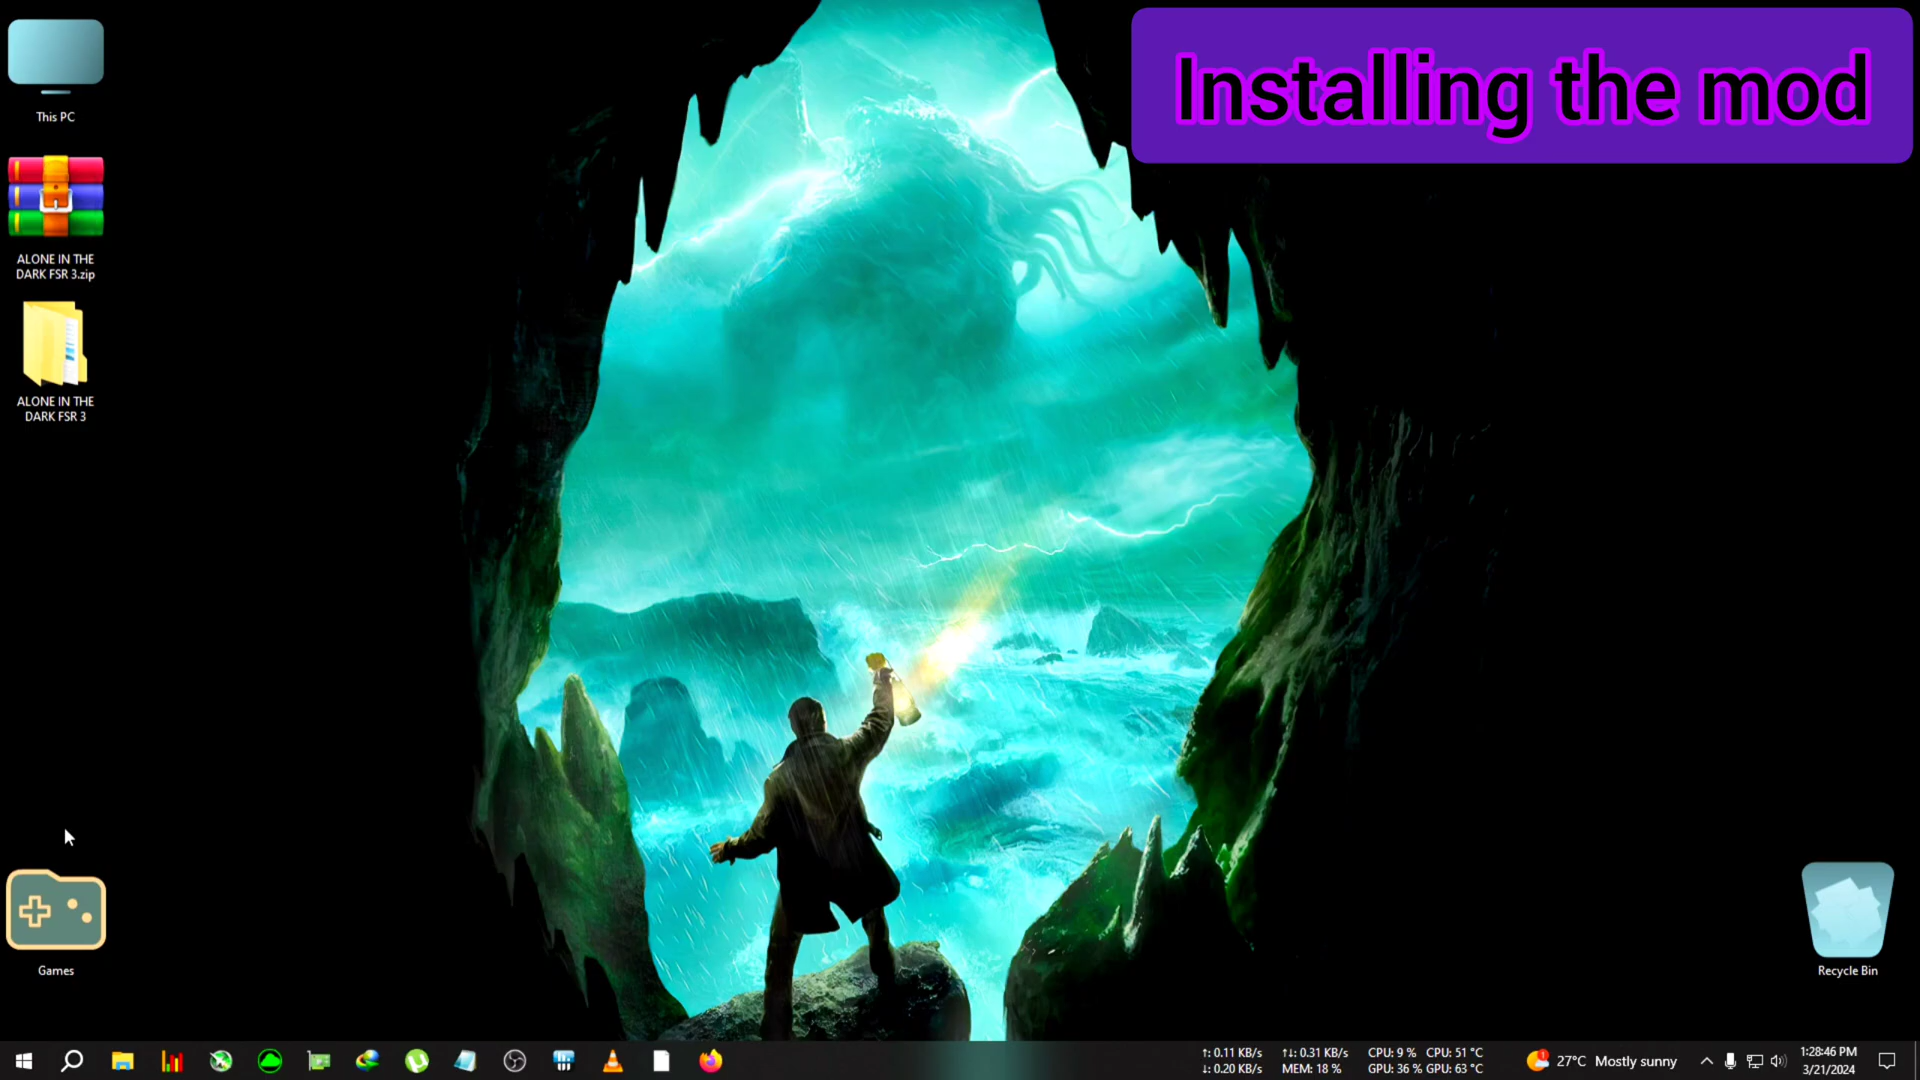 Installing the mod
This PC
ALONE IN THE
DARK FSR 3.zip
ALONE IN THE
DARK FSR 3
Games
Recycle Bin
↑: 0.11 KB/s
↓: 0.20 KB/s
↑↓: 0.31 KB/s
MEM: 18 %
CPU: 9 % CPU: 51 °C
GPU: 36 % GPU: 63 °C
1
27°C Mostly sunny
1:28:46 PM
3/21/2024